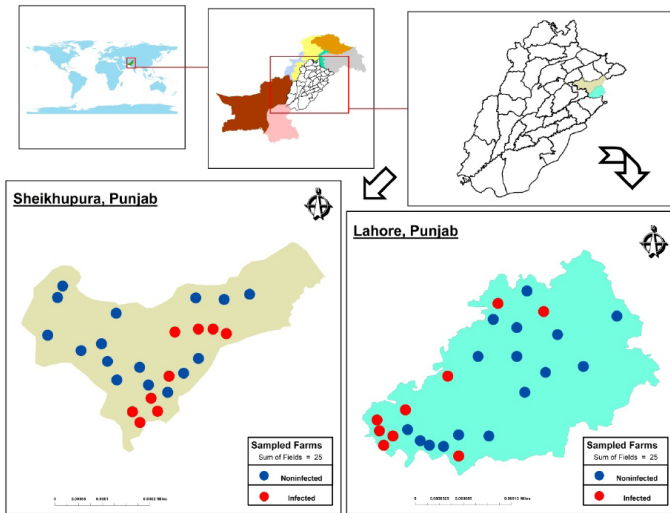 Sheikhupura, Punjab
Sampled Farms
Sum of Fields = 25
Noninfected
Infected
Lahore, Punjab
Sampled Farms
Sum of Fields = 25
Noninfected
Infected